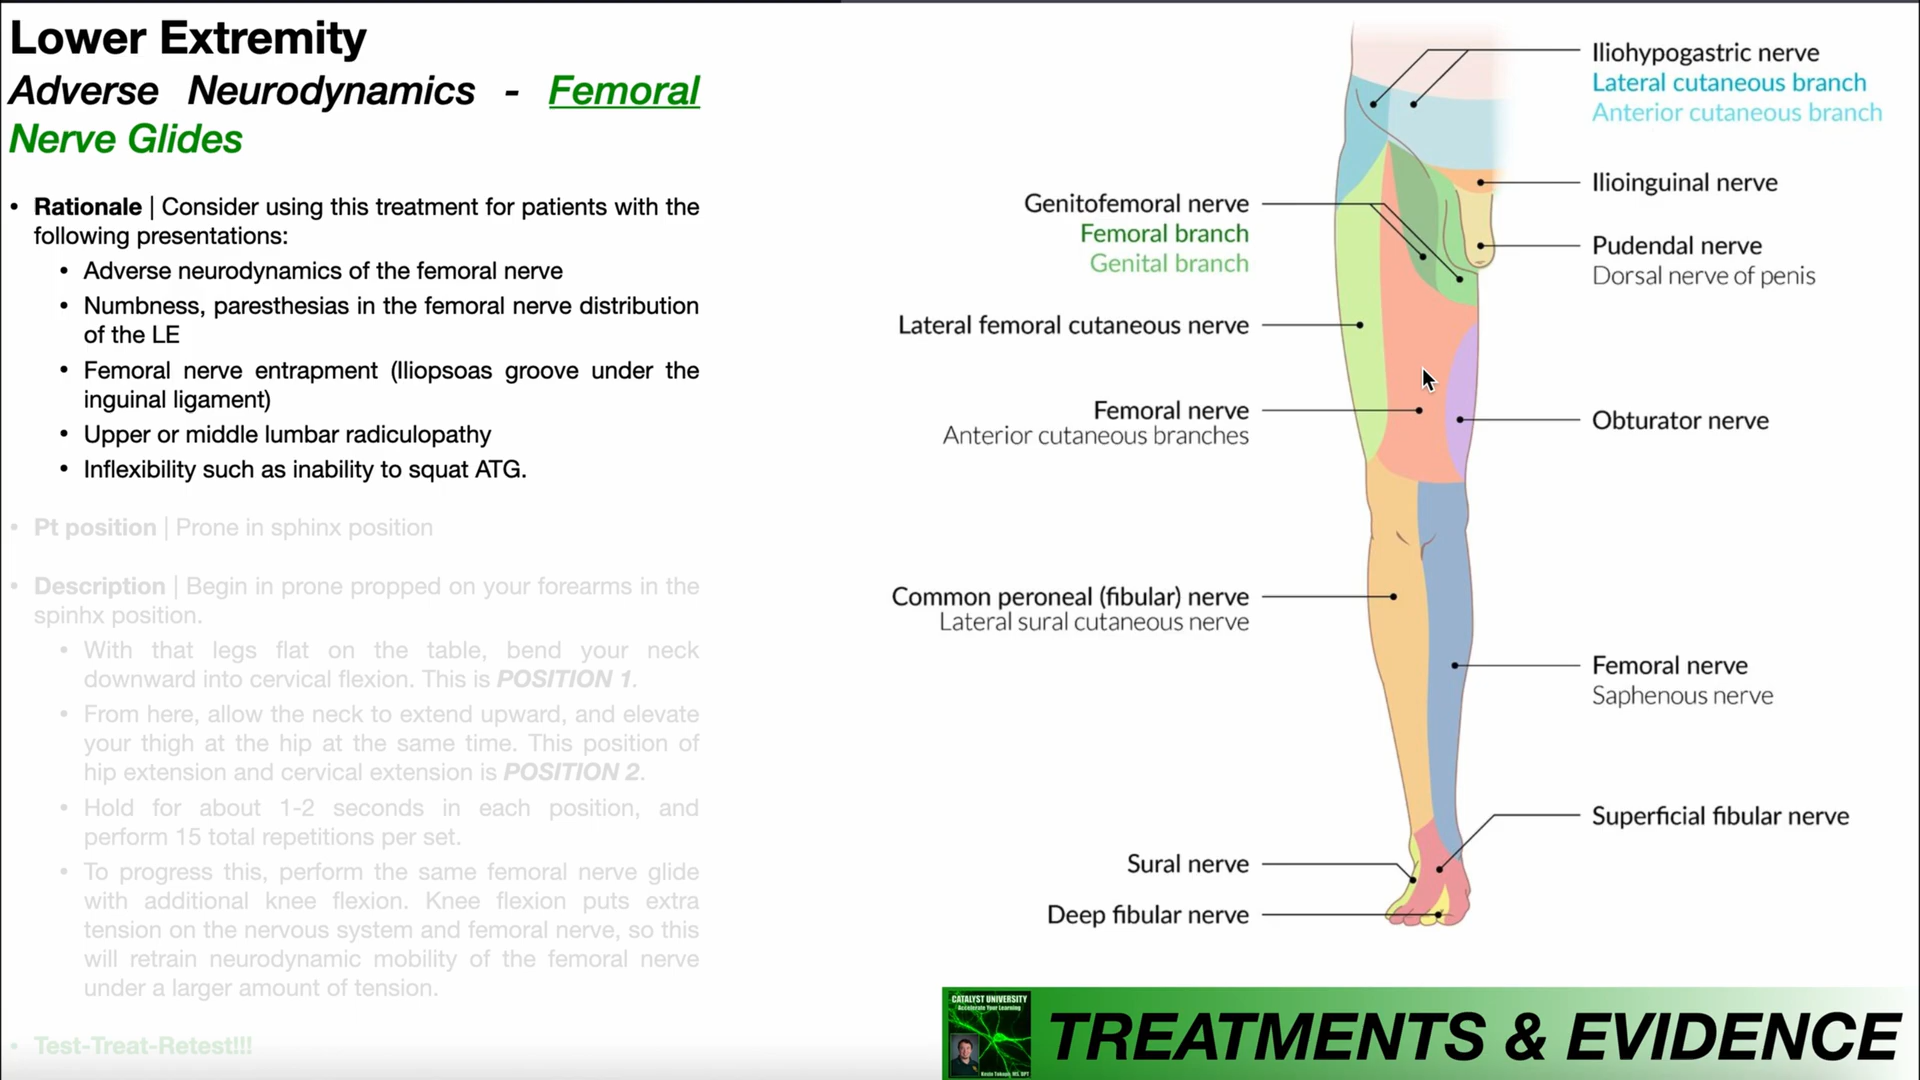 Lower Extremity
Adverse Neurodynamics - Femoral
Nerve Glides
• Rationale | Consider using this treatment for patients with the
following presentations:
• Adverse neurodynamics of the femoral nerve
• Numbness, paresthesias in the femoral nerve distribution
of the LE
• Femoral nerve entrapment (Iliopsoas groove under the
inguinal ligament)
• Upper or middle lumbar radiculopathy
• Inflexibility such as inability to squat ATG.
• Pt position | Prone in sphinx position
• Description | Begin in prone propped on your forearms in the
spinhx position.
• With that legs flat on the table, bend your neck
downward into cervical flexion. This is POSITION 1.
• From here, allow the neck to extend upward, and elevate
your thigh at the hip at the same time. This position of
hip extension and cervical extension is POSITION 2.
• Hold for about 1-2 seconds in each position, and
perform 15 total repetitions per set.
• To progress this, perform the same femoral nerve glide
with additional knee flexion. Knee flexion puts extra
tension on the nervous system and femoral nerve, so this
will retrain neurodynamic mobility of the femoral nerve
under a larger amount of tension.
• Test-Treat-Retest!!!
Iliohypogastric nerve
Lateral cutaneous branch
Anterior cutaneous branch
Ilioinguinal nerve
Genitofemoral nerve
Femoral branch
Genital branch
Pudendal nerve
Dorsal nerve of penis
Lateral femoral cutaneous nerve
Femoral nerve
Anterior cutaneous branches
Obturator nerve
Common peroneal (fibular) nerve
Lateral sural cutaneous nerve
Femoral nerve
Saphenous nerve
Superficial fibular nerve
Sural nerve
Deep fibular nerve
CATALYST UNIVERSITY
Accelerate Your Learning
Kevin Tokoph, MS, DPT
TREATMENTS & EVIDENCE